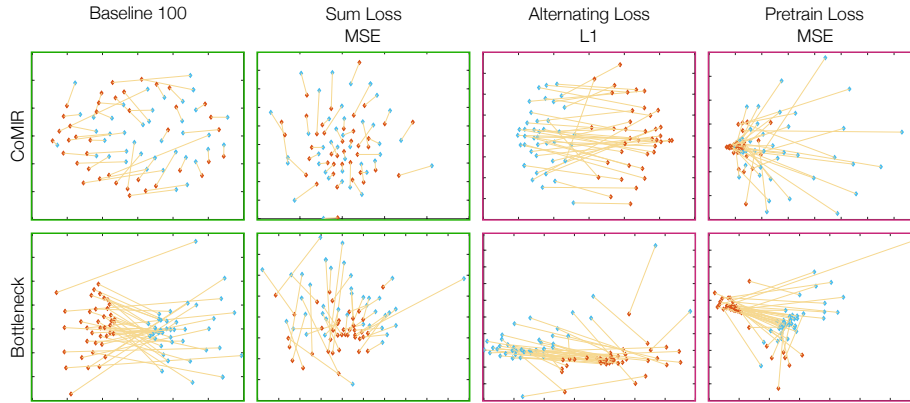 Baseline 100
Sum Loss
MSE
Alternating Loss
L1
Pretrain Loss
MSE
CoMIR
Bottleneck